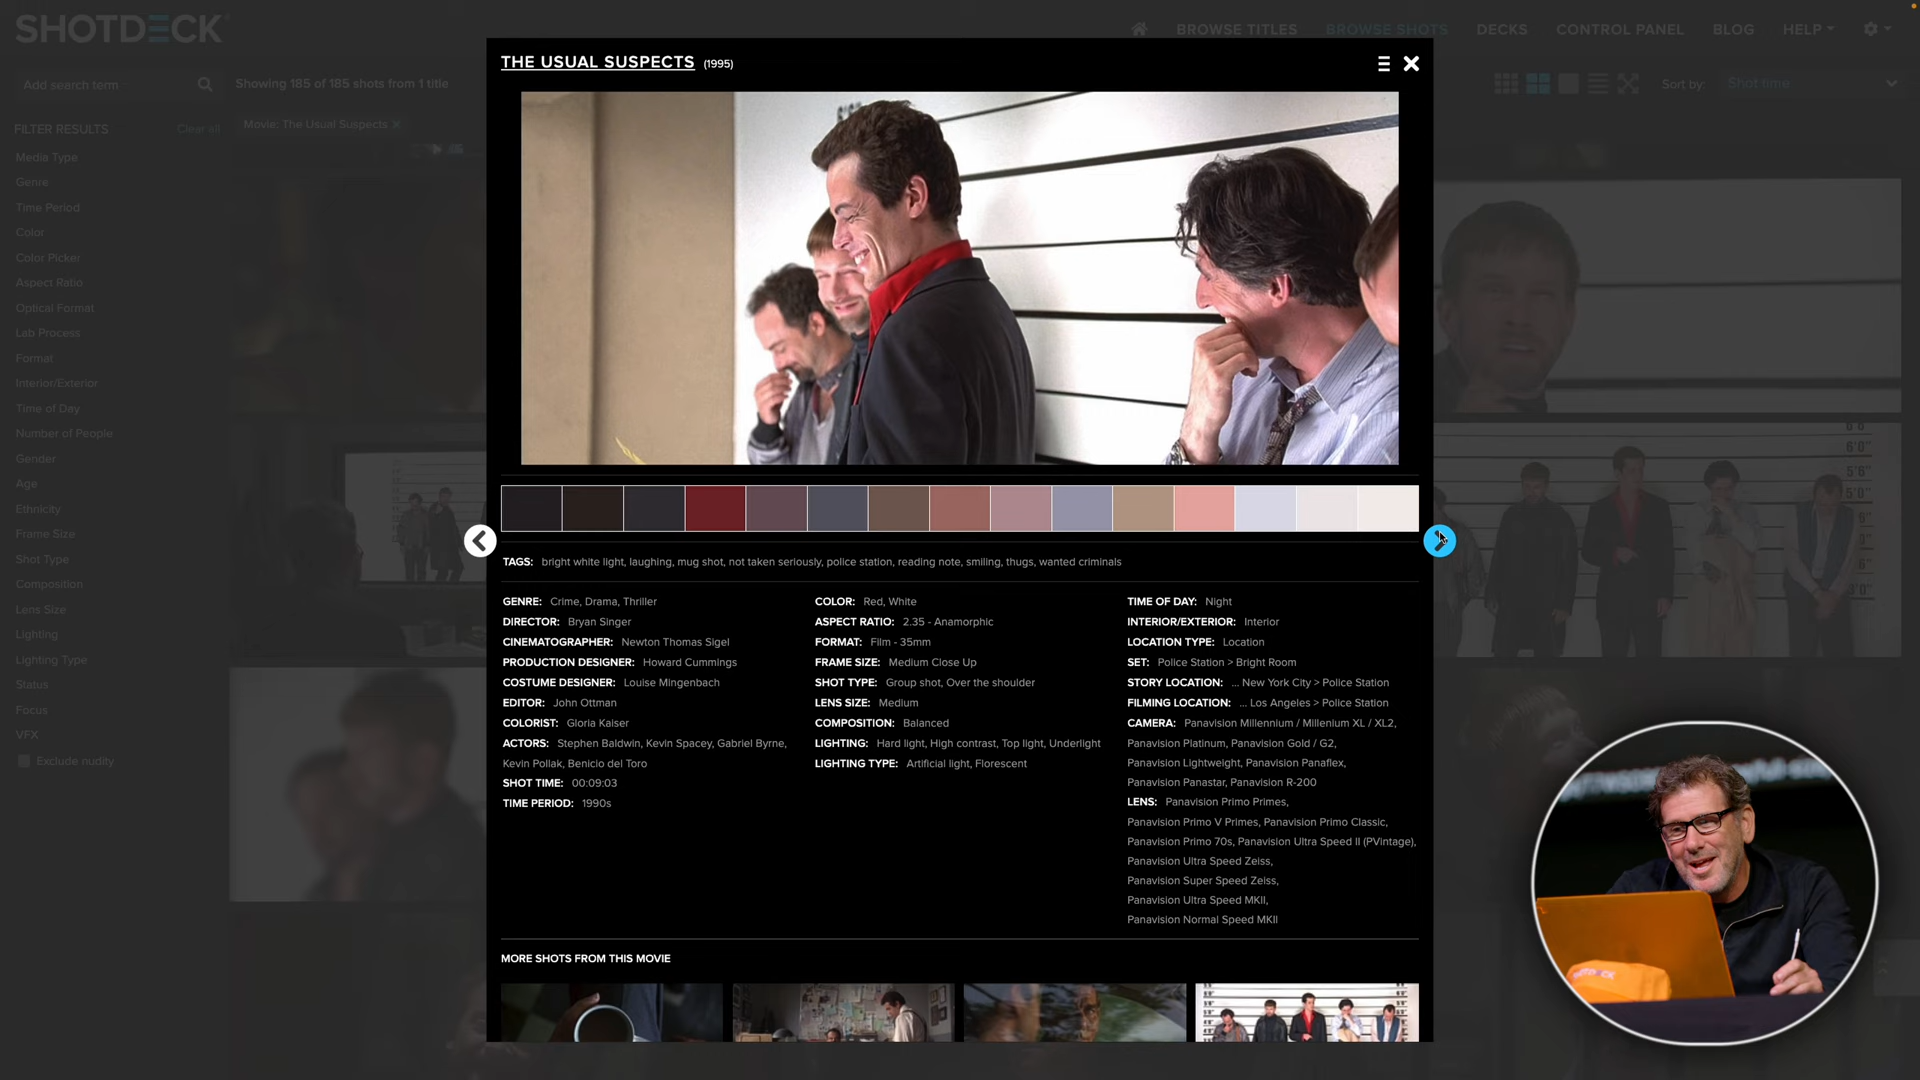 SHOTDECK
BROWSE TITLES
BROWSE SHOTS
DECKS
CONTROL PANEL
BLOG
HELP
Add search term
Showing 185 of 185 shots from 1 title
Sort by:
Shot time
FILTER RESULTS
Clear all
Movie: The Usual Suspects ×
Media Type
Genre
Time Period
Color
Color Picker
Aspect Ratio
Optical Format
Lab Process
Format
Interior/Exterior
Time of Day
Number of People
Gender
Age
Ethnicity
Frame Size
Shot Type
Composition
Lens Size
Lighting
Lighting Type
Status
Focus
VFX
Exclude nudity
THE USUAL SUSPECTS (1995)
TAGS: bright white light, laughing, mug shot, not taken seriously, police station, reading note, smiling, thugs, wanted criminals
GENRE: Crime, Drama, Thriller
DIRECTOR: Bryan Singer
CINEMATOGRAPHER: Newton Thomas Sigel
PRODUCTION DESIGNER: Howard Cummings
COSTUME DESIGNER: Louise Mingenbach
EDITOR: John Ottman
COLORIST: Gloria Kaiser
ACTORS: Stephen Baldwin, Kevin Spacey, Gabriel Byrne,
Kevin Pollak, Benicio del Toro
SHOT TIME: 00:09:03
TIME PERIOD: 1990s
COLOR: Red, White
ASPECT RATIO: 2.35 - Anamorphic
FORMAT: Film - 35mm
FRAME SIZE: Medium Close Up
SHOT TYPE: Group shot, Over the shoulder
LENS SIZE: Medium
COMPOSITION: Balanced
LIGHTING: Hard light, High contrast, Top light, Underlight
LIGHTING TYPE: Artificial light, Florescent
TIME OF DAY: Night
INTERIOR/EXTERIOR: Interior
LOCATION TYPE: Location
SET: Police Station > Bright Room
STORY LOCATION: ... New York City > Police Station
FILMING LOCATION: ... Los Angeles > Police Station
CAMERA: Panavision Millennium / Millenium XL / XL2,
Panavision Platinum, Panavision Gold / G2,
Panavision Lightweight, Panavision Panaflex,
Panavision Panastar, Panavision R-200
LENS: Panavision Primo Primes,
Panavision Primo V Primes, Panavision Primo Classic,
Panavision Primo 70s, Panavision Ultra Speed II (PVintage),
Panavision Ultra Speed Zeiss,
Panavision Super Speed Zeiss,
Panavision Ultra Speed MKII,
Panavision Normal Speed MKII
MORE SHOTS FROM THIS MOVIE
6'0"
5'6"
5'0"
SHOTDECK